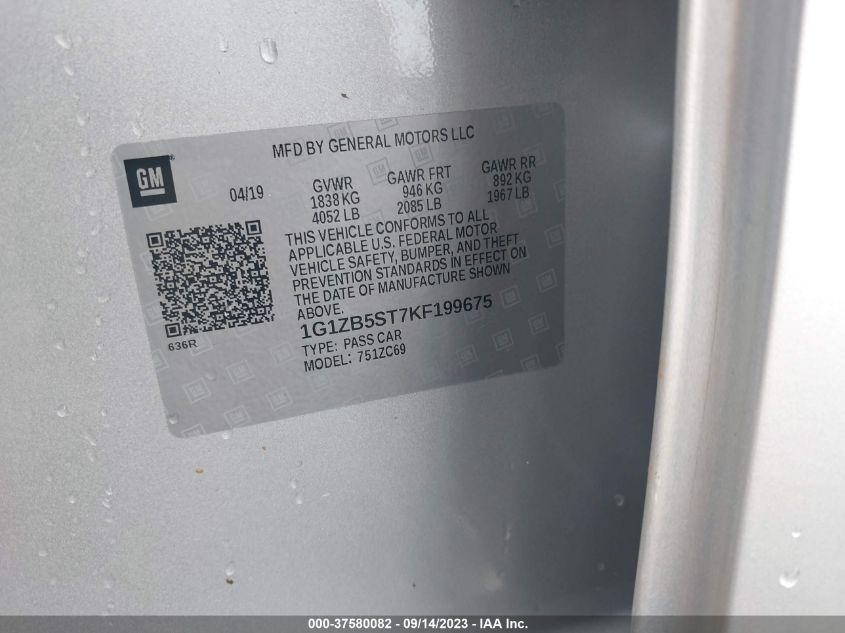 MFD BY GENERAL MOTORS LLC
GM®
04/19
GVWR
1838 KG
4052 LB
GAWR FRT
946 KG
2085 LB
GAWR RR
892 KG
1967 LB
THIS VEHICLE CONFORMS TO ALL
APPLICABLE U.S. FEDERAL MOTOR
VEHICLE SAFETY, BUMPER, AND THEFT
PREVENTION STANDARDS IN EFFECT ON
THE DATE OF MANUFACTURE SHOWN
ABOVE.
1G1ZB5ST7KF199675
TYPE: PASS CAR
MODEL: 751ZC69
636R
000-37580082 - 09/14/2023 - IAA Inc.